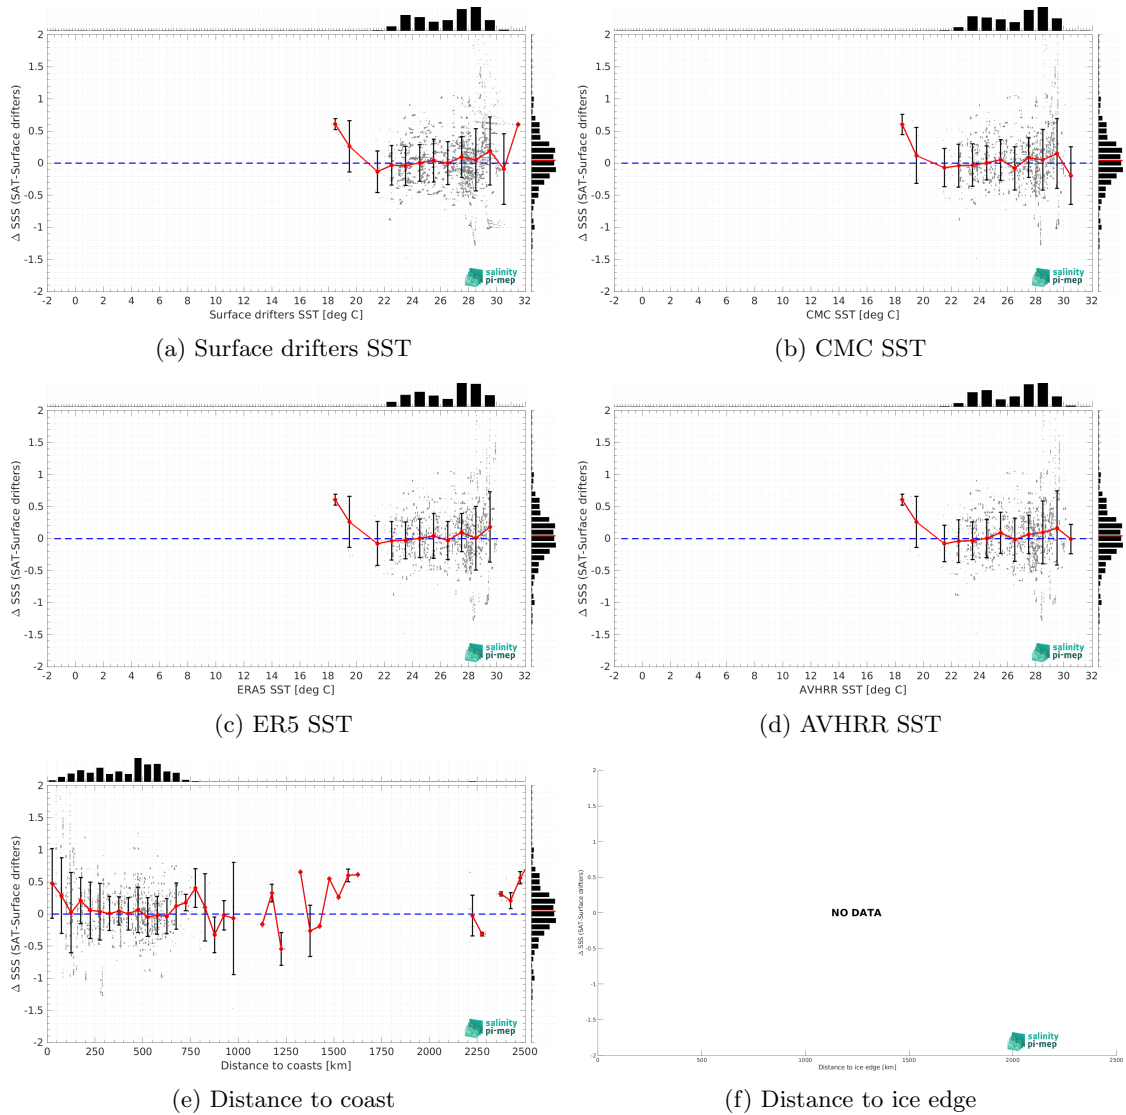 2
1.5
1
0.5
0
-0.5
-1
-1.5
-2
Δ SSS (SAT-Surface drifters)
-2 0 2 4 6 8 10 12 14 16 18 20 22 24 26 28 30 32
Surface drifters SST [deg C]
salinity
pi-mep
(a) Surface drifters SST
2
1.5
1
0.5
0
-0.5
-1
-1.5
-2
Δ SSS (SAT-Surface drifters)
-2 0 2 4 6 8 10 12 14 16 18 20 22 24 26 28 30 32
CMC SST [deg C]
salinity
pi-mep
(b) CMC SST
2
1.5
1
0.5
0
-0.5
-1
-1.5
-2
Δ SSS (SAT-Surface drifters)
-2 0 2 4 6 8 10 12 14 16 18 20 22 24 26 28 30 32
ERA5 SST [deg C]
salinity
pi-mep
(c) ER5 SST
2
1.5
1
0.5
0
-0.5
-1
-1.5
-2
Δ SSS (SAT-Surface drifters)
-2 0 2 4 6 8 10 12 14 16 18 20 22 24 26 28 30 32
AVHRR SST [deg C]
salinity
pi-mep
(d) AVHRR SST
2
1.5
1
0.5
0
-0.5
-1
-1.5
-2
Δ SSS (SAT-Surface drifters)
0 250 500 750 1000 1250 1500 1750 2000 2250 2500
Distance to coasts [km]
salinity
pi-mep
(e) Distance to coast
2
1.5
1
0.5
0
-0.5
-1
-1.5
-2
Δ SSS (SAT-Surface drifters)
NO DATA
0 500 1000 1500 2000 2500
Distance to ice edge [km]
salinity
pi-mep
(f) Distance to ice edge